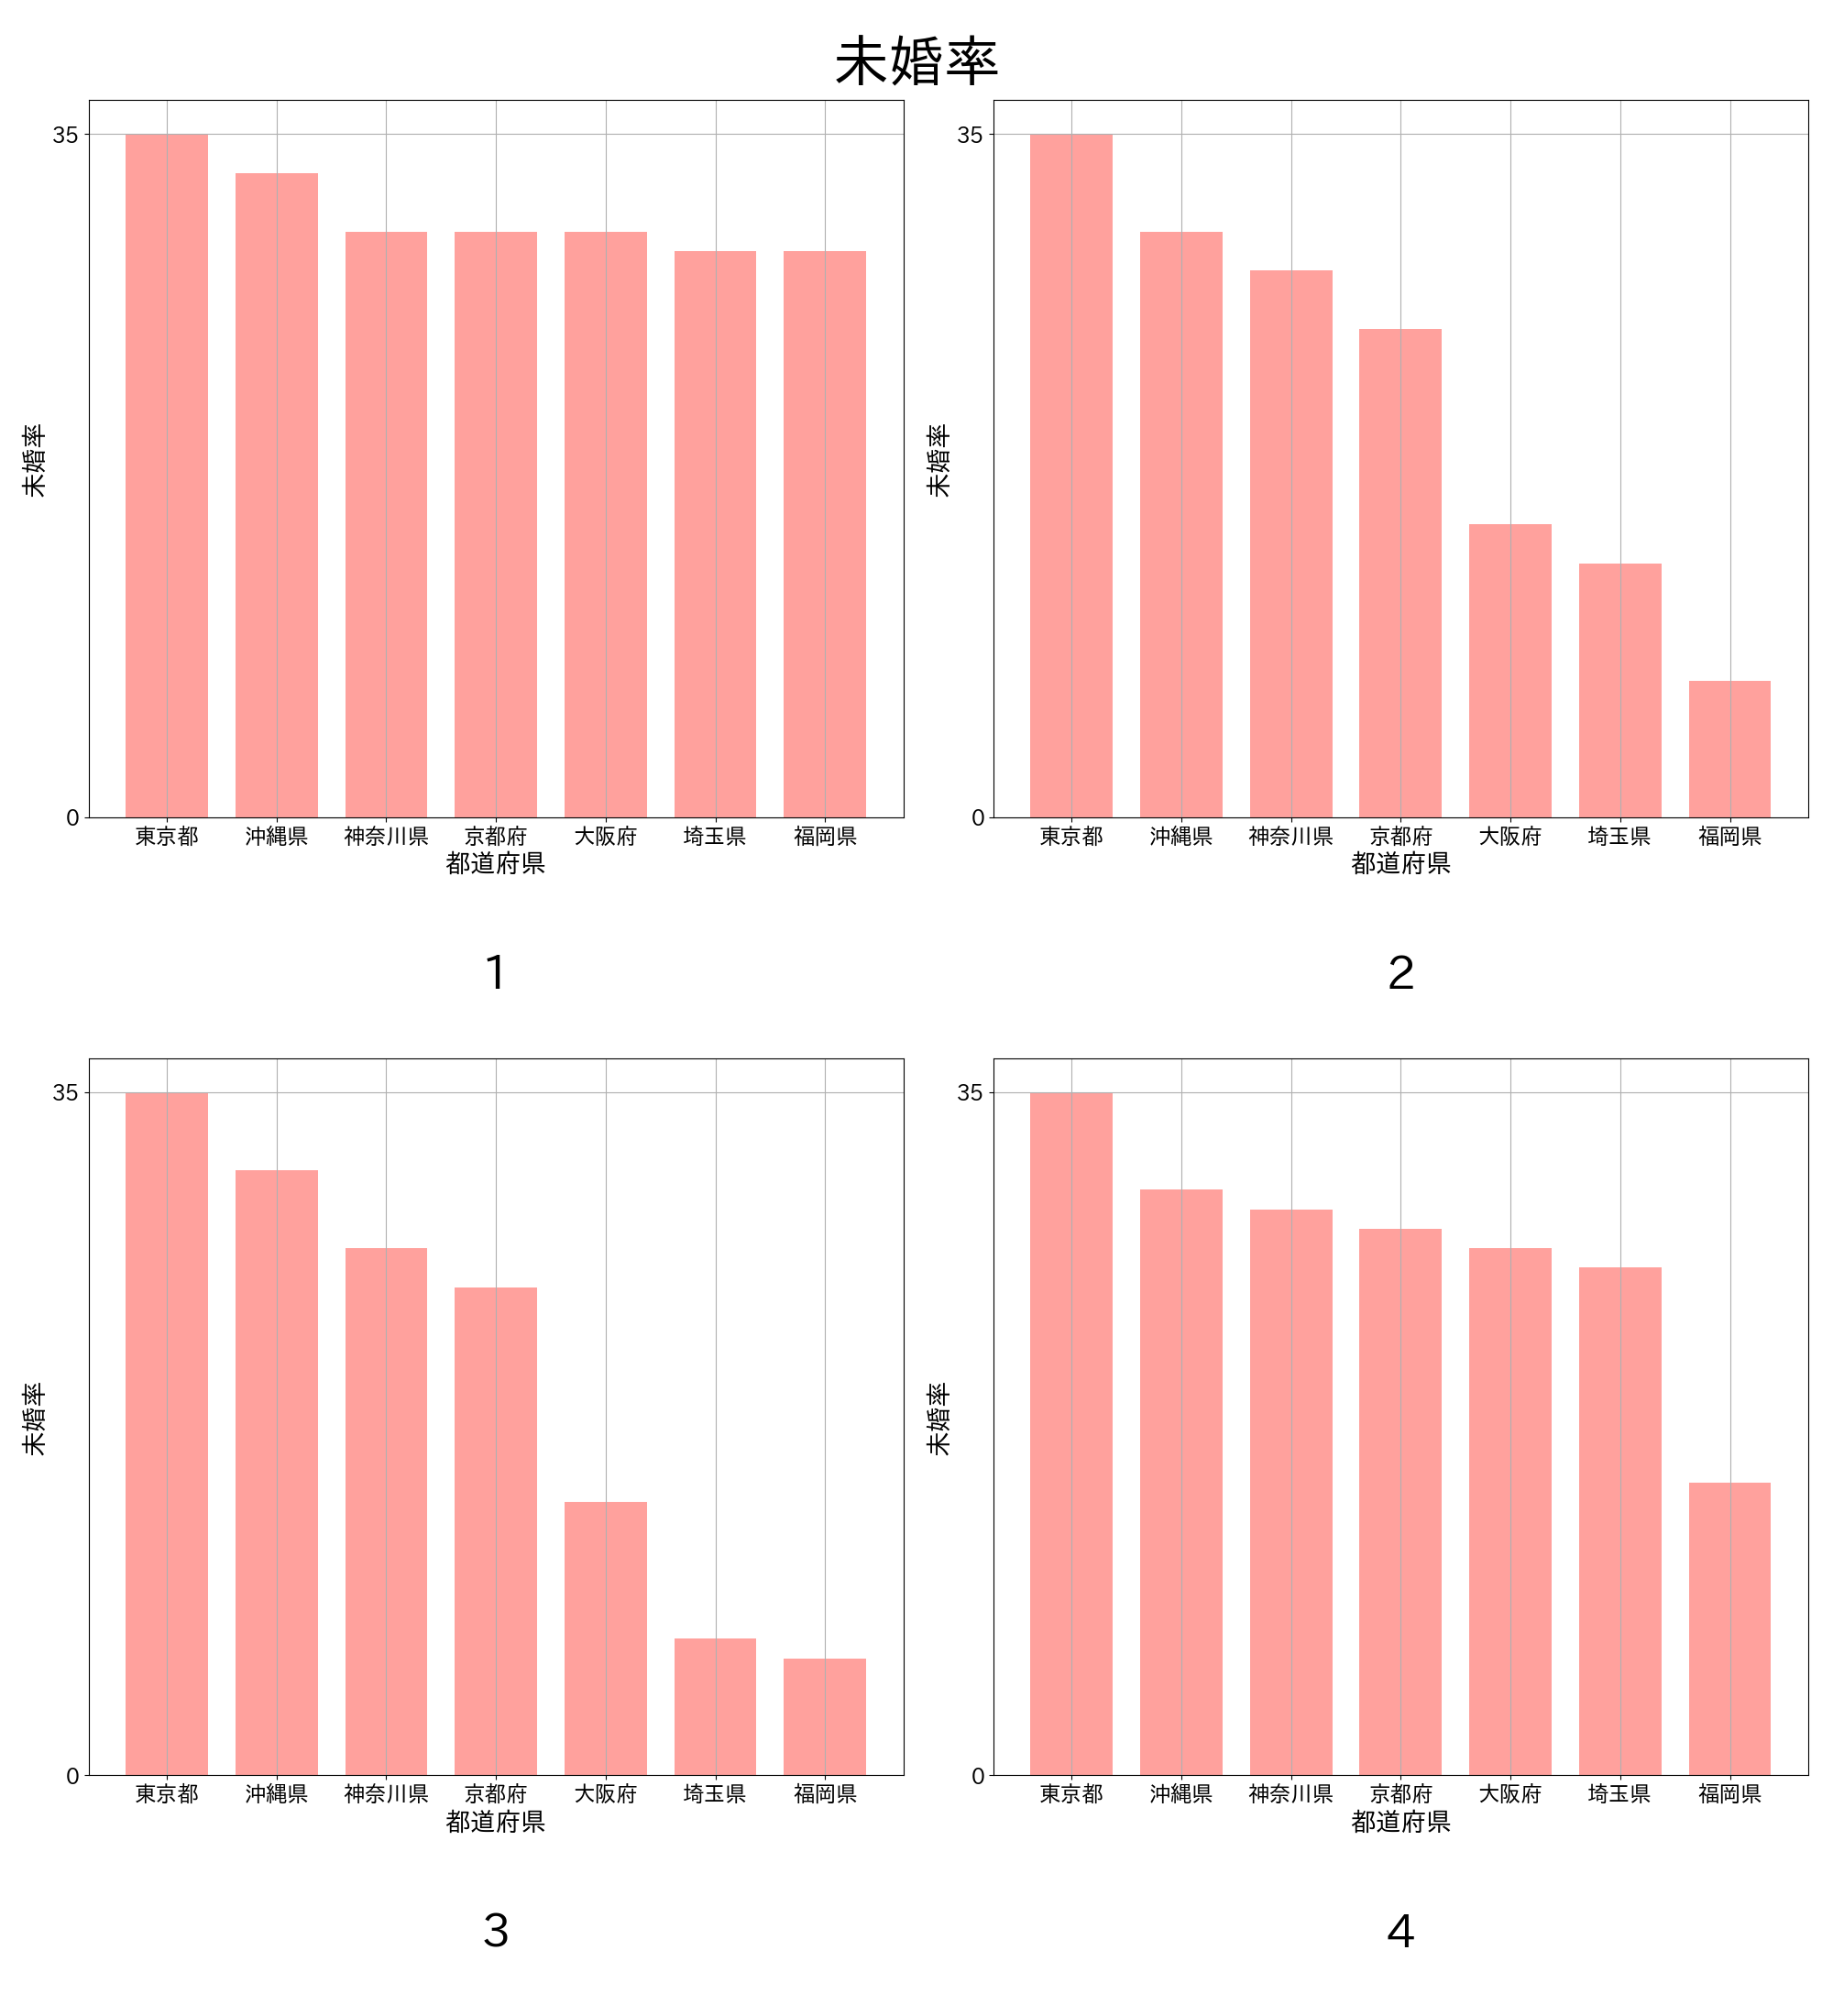 未婚率
35
0
未婚率
東京都 沖縄県 神奈川県 京都府 大阪府 埼玉県 福岡県
都道府県
1
35
0
未婚率
東京都 沖縄県 神奈川県 京都府 大阪府 埼玉県 福岡県
都道府県
2
35
0
未婚率
東京都 沖縄県 神奈川県 京都府 大阪府 埼玉県 福岡県
都道府県
3
35
0
未婚率
東京都 沖縄県 神奈川県 京都府 大阪府 埼玉県 福岡県
都道府県
4